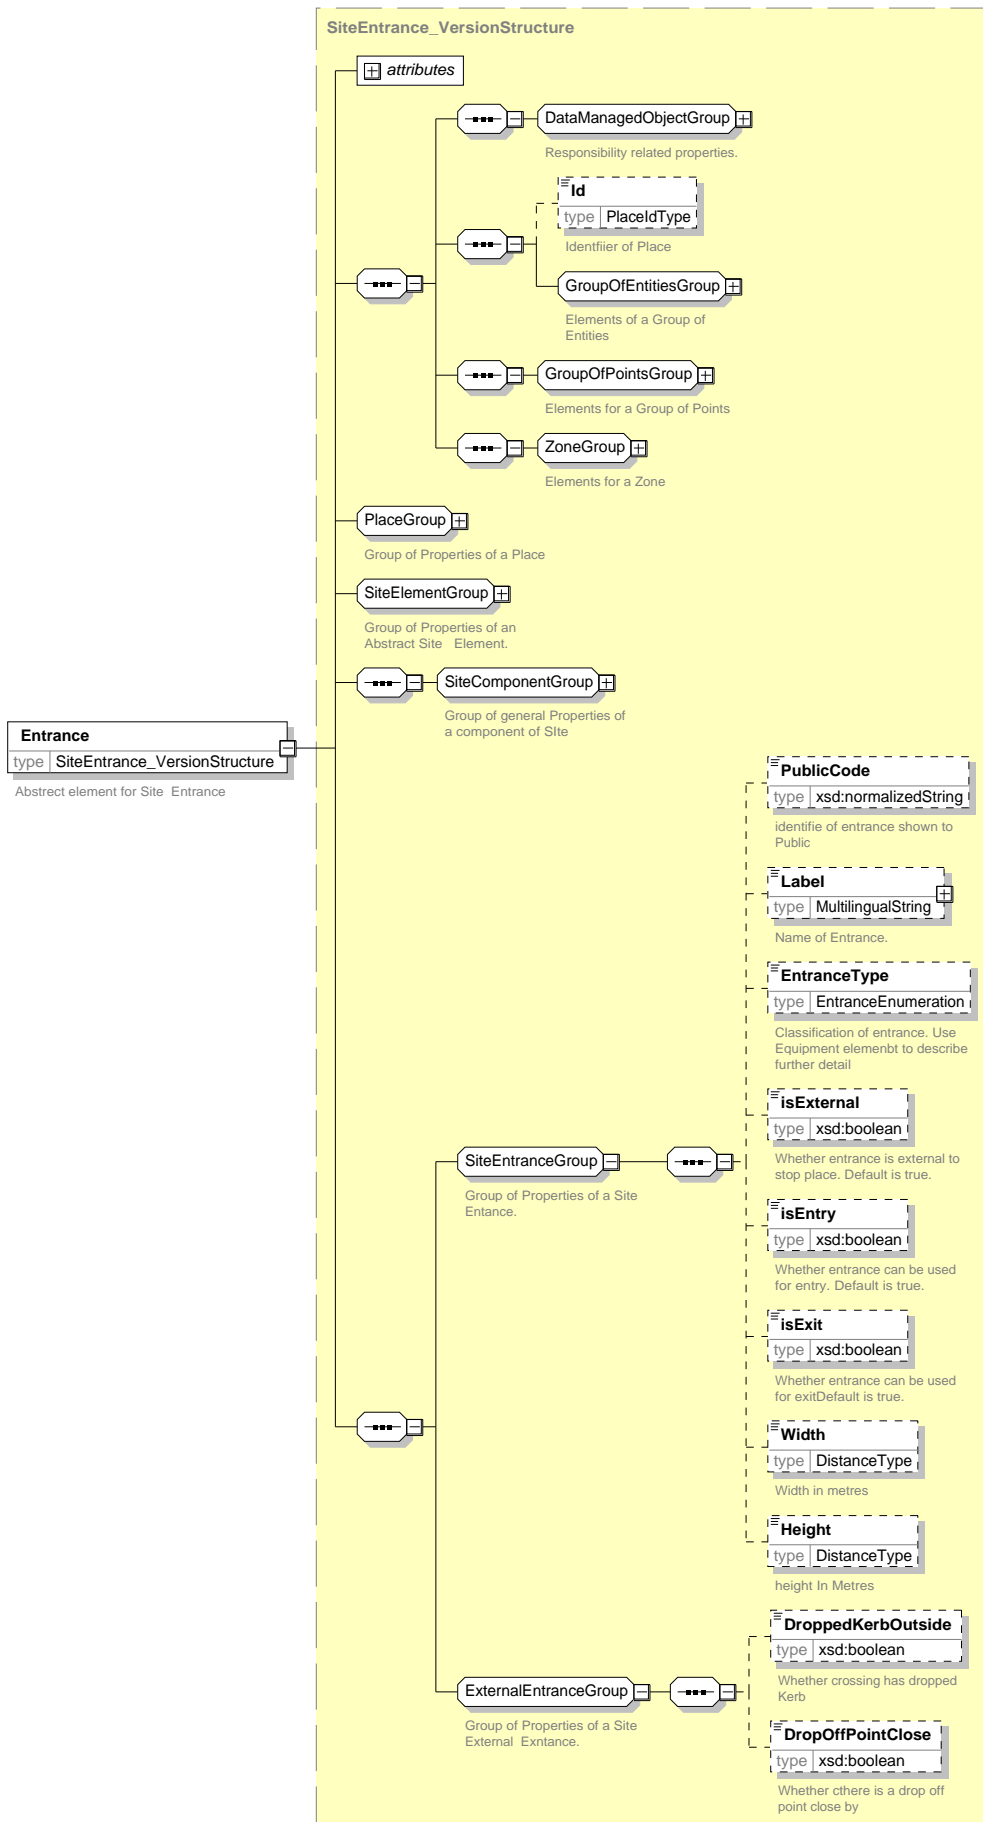 SiteEntrance_VersionStructure
attributes
DataManagedObjectGroup
Responsibility related properties.
Id
type PlaceIdType
Identfiier of Place
GroupOfEntitiesGroup
Elements of a Group of
Entities
GroupOfPointsGroup
Elements for a Group of Points
ZoneGroup
Elements for a Zone
PlaceGroup
Group of Properties of a Place
SiteElementGroup
Group of Properties of an
Abstract Site Element.
SiteComponentGroup
Group of general Properties of
a component of SIte
Entrance
type SiteEntrance_VersionStructure
Abstrect element for Site Entrance
PublicCode
type xsd:normalizedString
identifie of entrance shown to
Public
Label
type MultilingualString
Name of Entrance.
EntranceType
type EntranceEnumeration
Classification of entrance. Use
Equipment elemenbt to describe
further detail
isExternal
type xsd:boolean
Whether entrance is external to
stop place. Default is true.
SiteEntranceGroup
Group of Properties of a Site
Entance.
isEntry
type xsd:boolean
Whether entrance can be used
for entry. Default is true.
isExit
type xsd:boolean
Whether entrance can be used
for exitDefault is true.
Width
type DistanceType
Width in metres
Height
type DistanceType
height In Metres
DroppedKerbOutside
type xsd:boolean
Whether crossing has dropped
Kerb
ExternalEntranceGroup
Group of Properties of a Site
External Exntance.
DropOffPointClose
type xsd:boolean
Whether cthere is a drop off
point close by